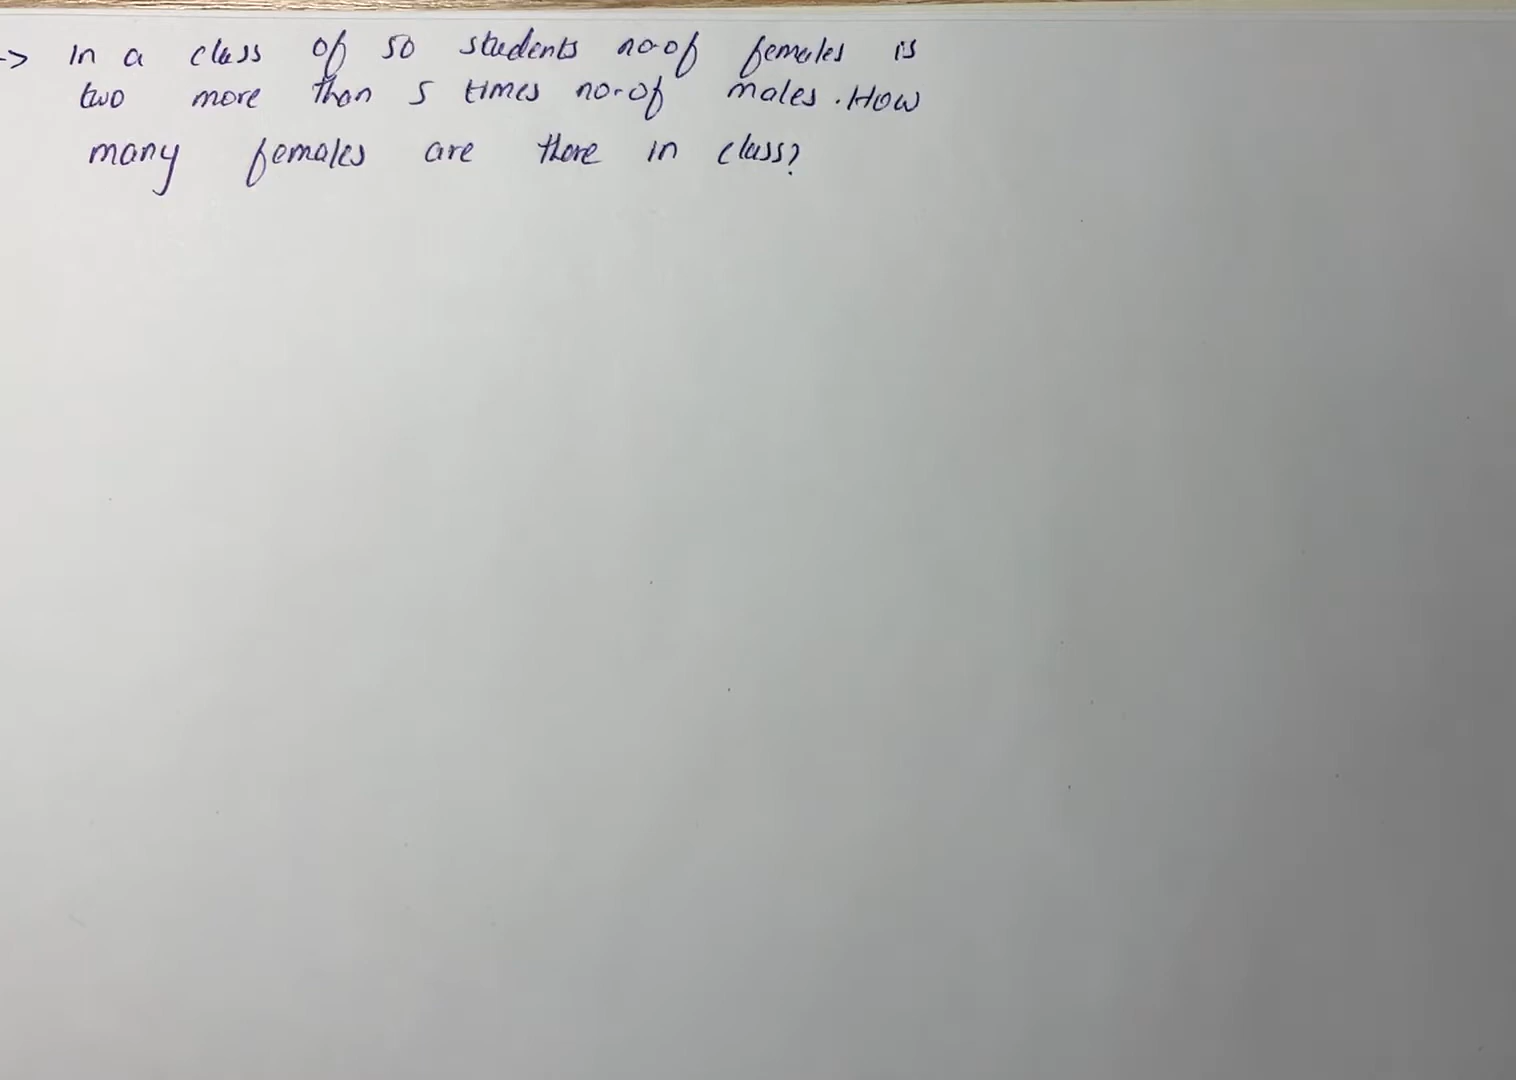 -> In a class of 50 students no.of females is
two more than 5 times no.of males. How
many females are there in class?